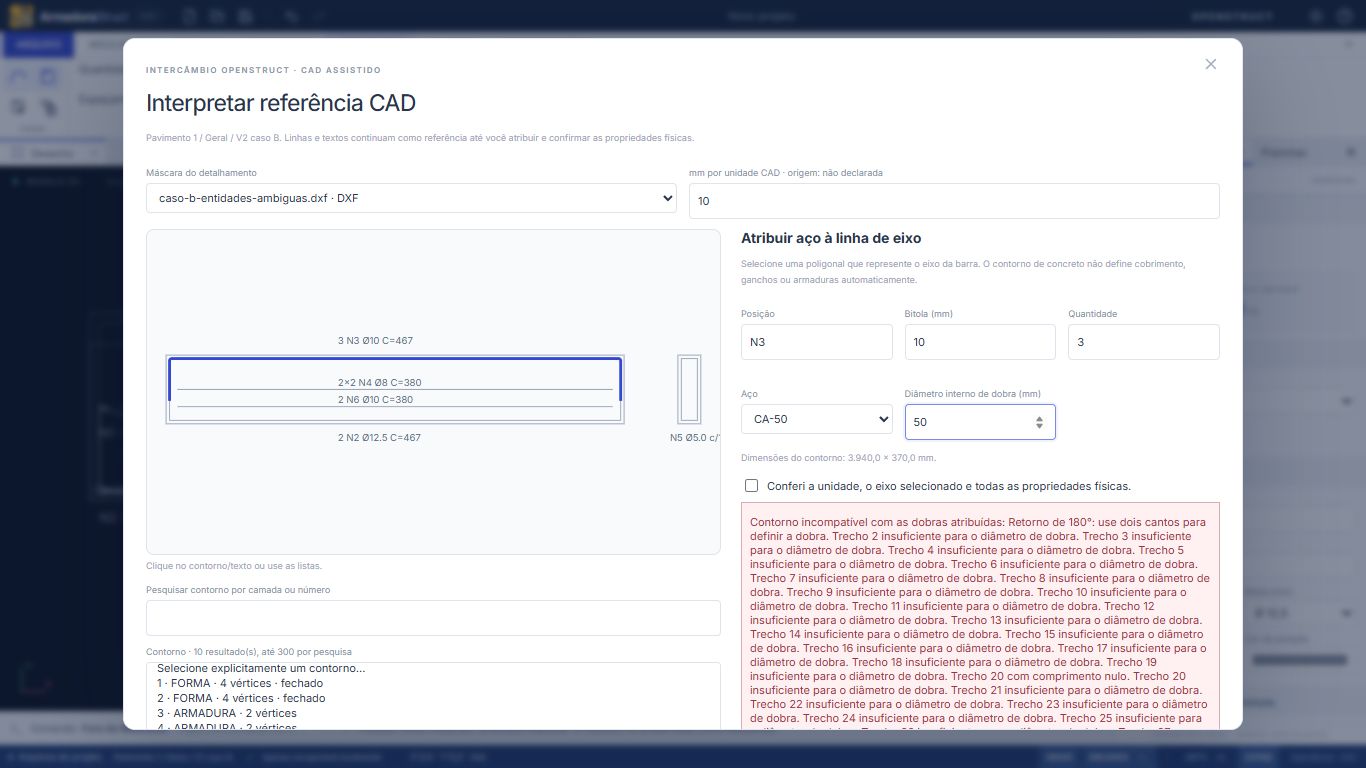 INTERCÂMBIO OPENSTRUCT · CAD ASSISTIDO
Interpretar referência CAD
Pavimento 1 / Geral / V2 caso B. Linhas e textos continuam como referência até você atribuir e confirmar as propriedades físicas.
Máscara do detalhamento
caso-b-entidades-ambiguas.dxf · DXF
mm por unidade CAD · origem: não declarada
10
3 N3 Ø10 C=467
2×2 N4 Ø8 C=380
2 N6 Ø10 C=380
2 N2 Ø12.5 C=467
N5 Ø5.0 c/
Clique no contorno/texto ou use as listas.
Pesquisar contorno por camada ou número
Contorno · 10 resultado(s), até 300 por pesquisa
Selecione explicitamente um contorno...
1 · FORMA · 4 vértices · fechado
2 · FORMA · 4 vértices · fechado
3 · ARMADURA · 2 vértices
4 · ARMADURA · 2 vértices
Atribuir aço à linha de eixo
Selecione uma poligonal que represente o eixo da barra. O contorno de concreto não define cobrimento,
ganchos ou armaduras automaticamente.
Posição
N3
Bitola (mm)
10
Quantidade
3
Aço
CA-50
Diâmetro interno de dobra (mm)
50
Dimensões do contorno: 3.940,0 × 370,0 mm.
Conferi a unidade, o eixo selecionado e todas as propriedades físicas.
Contorno incompatível com as dobras atribuídas: Retorno de 180°: use dois cantos para
definir a dobra. Trecho 2 insuficiente para o diâmetro de dobra. Trecho 3 insuficiente
para o diâmetro de dobra. Trecho 4 insuficiente para o diâmetro de dobra. Trecho 5
insuficiente para o diâmetro de dobra. Trecho 6 insuficiente para o diâmetro de dobra.
Trecho 7 insuficiente para o diâmetro de dobra. Trecho 8 insuficiente para o diâmetro de
dobra. Trecho 9 insuficiente para o diâmetro de dobra. Trecho 10 insuficiente para o
diâmetro de dobra. Trecho 11 insuficiente para o diâmetro de dobra. Trecho 12
insuficiente para o diâmetro de dobra. Trecho 13 insuficiente para o diâmetro de dobra.
Trecho 14 insuficiente para o diâmetro de dobra. Trecho 15 insuficiente para o diâmetro
de dobra. Trecho 16 insuficiente para o diâmetro de dobra. Trecho 17 insuficiente para o
diâmetro de dobra. Trecho 18 insuficiente para o diâmetro de dobra. Trecho 19
insuficiente para o diâmetro de dobra. Trecho 20 com comprimento nulo. Trecho 20
insuficiente para o diâmetro de dobra. Trecho 21 insuficiente para o diâmetro de dobra.
Trecho 22 insuficiente para o diâmetro de dobra. Trecho 23 insuficiente para o diâmetro
de dobra. Trecho 24 insuficiente para o diâmetro de dobra. Trecho 25 insuficiente para